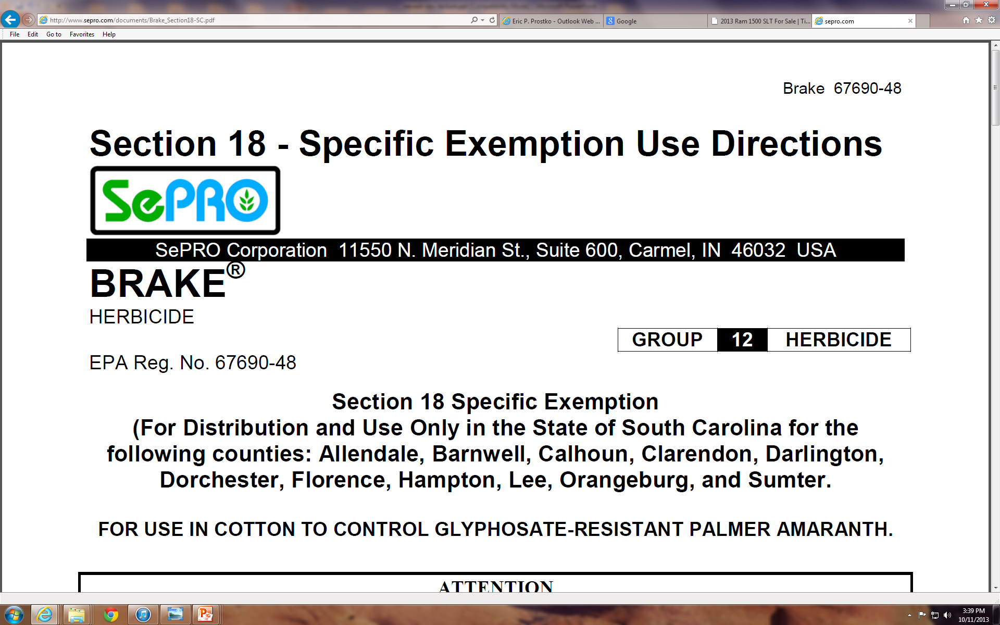 http://www.sepro.com/documents/Brake_Section18-SC.pdf
Eric P. Prostko - Outlook Web ...
Google
2013 Ram 1500 SLT For Sale | Ti...
sepro.com
File Edit Go to Favorites Help
Brake 67690-48
Section 18 - Specific Exemption Use Directions
SePRO
SePRO Corporation 11550 N. Meridian St., Suite 600, Carmel, IN 46032 USA
BRAKE®
HERBICIDE
GROUP 12 HERBICIDE
EPA Reg. No. 67690-48
Section 18 Specific Exemption
(For Distribution and Use Only in the State of South Carolina for the
following counties: Allendale, Barnwell, Calhoun, Clarendon, Darlington,
Dorchester, Florence, Hampton, Lee, Orangeburg, and Sumter.
FOR USE IN COTTON TO CONTROL GLYPHOSATE-RESISTANT PALMER AMARANTH.
ATTENTION
3:39 PM
10/11/2013